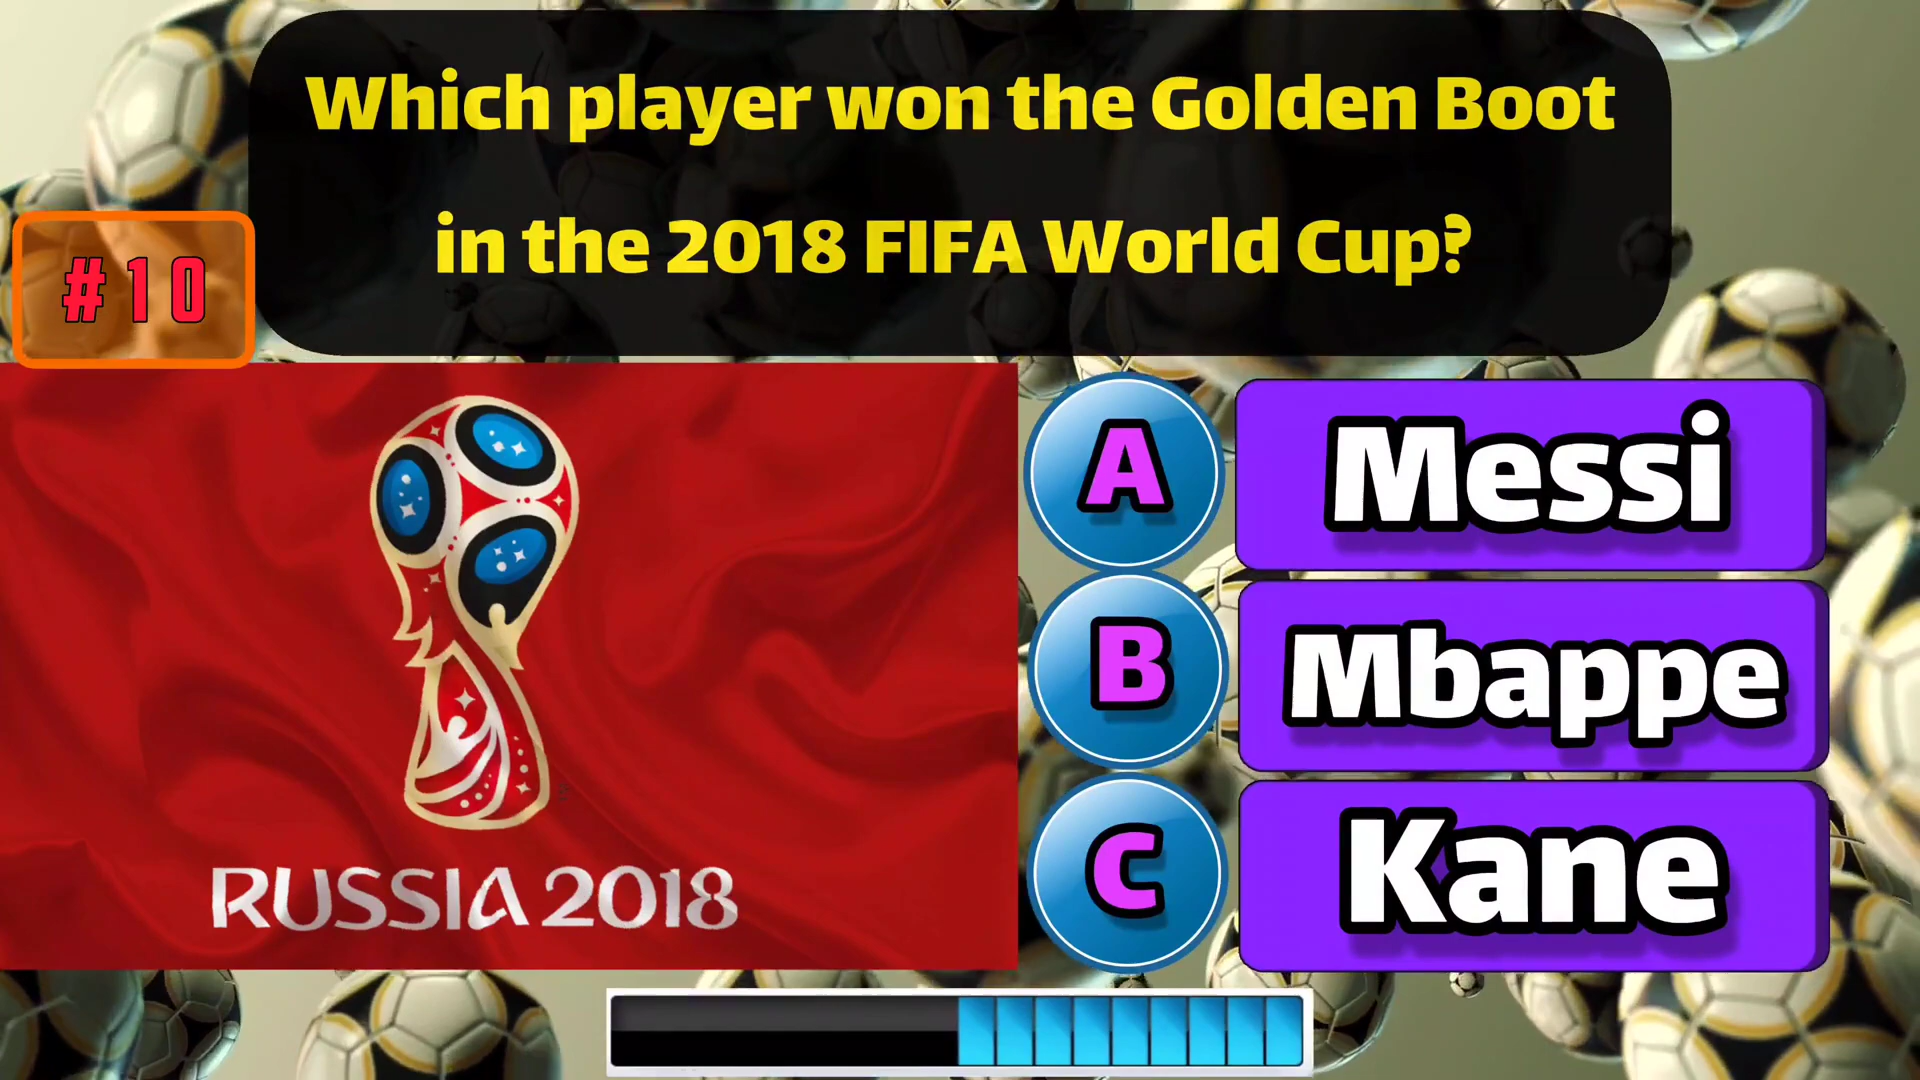 Which player won the Golden Boot
in the 2018 FIFA World Cup?
#10
RUSSIA 2018
A Messi
B Mbappe
C Kane